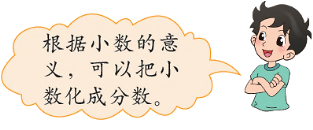 根据小数的意
义，可以把小
数化成分数。